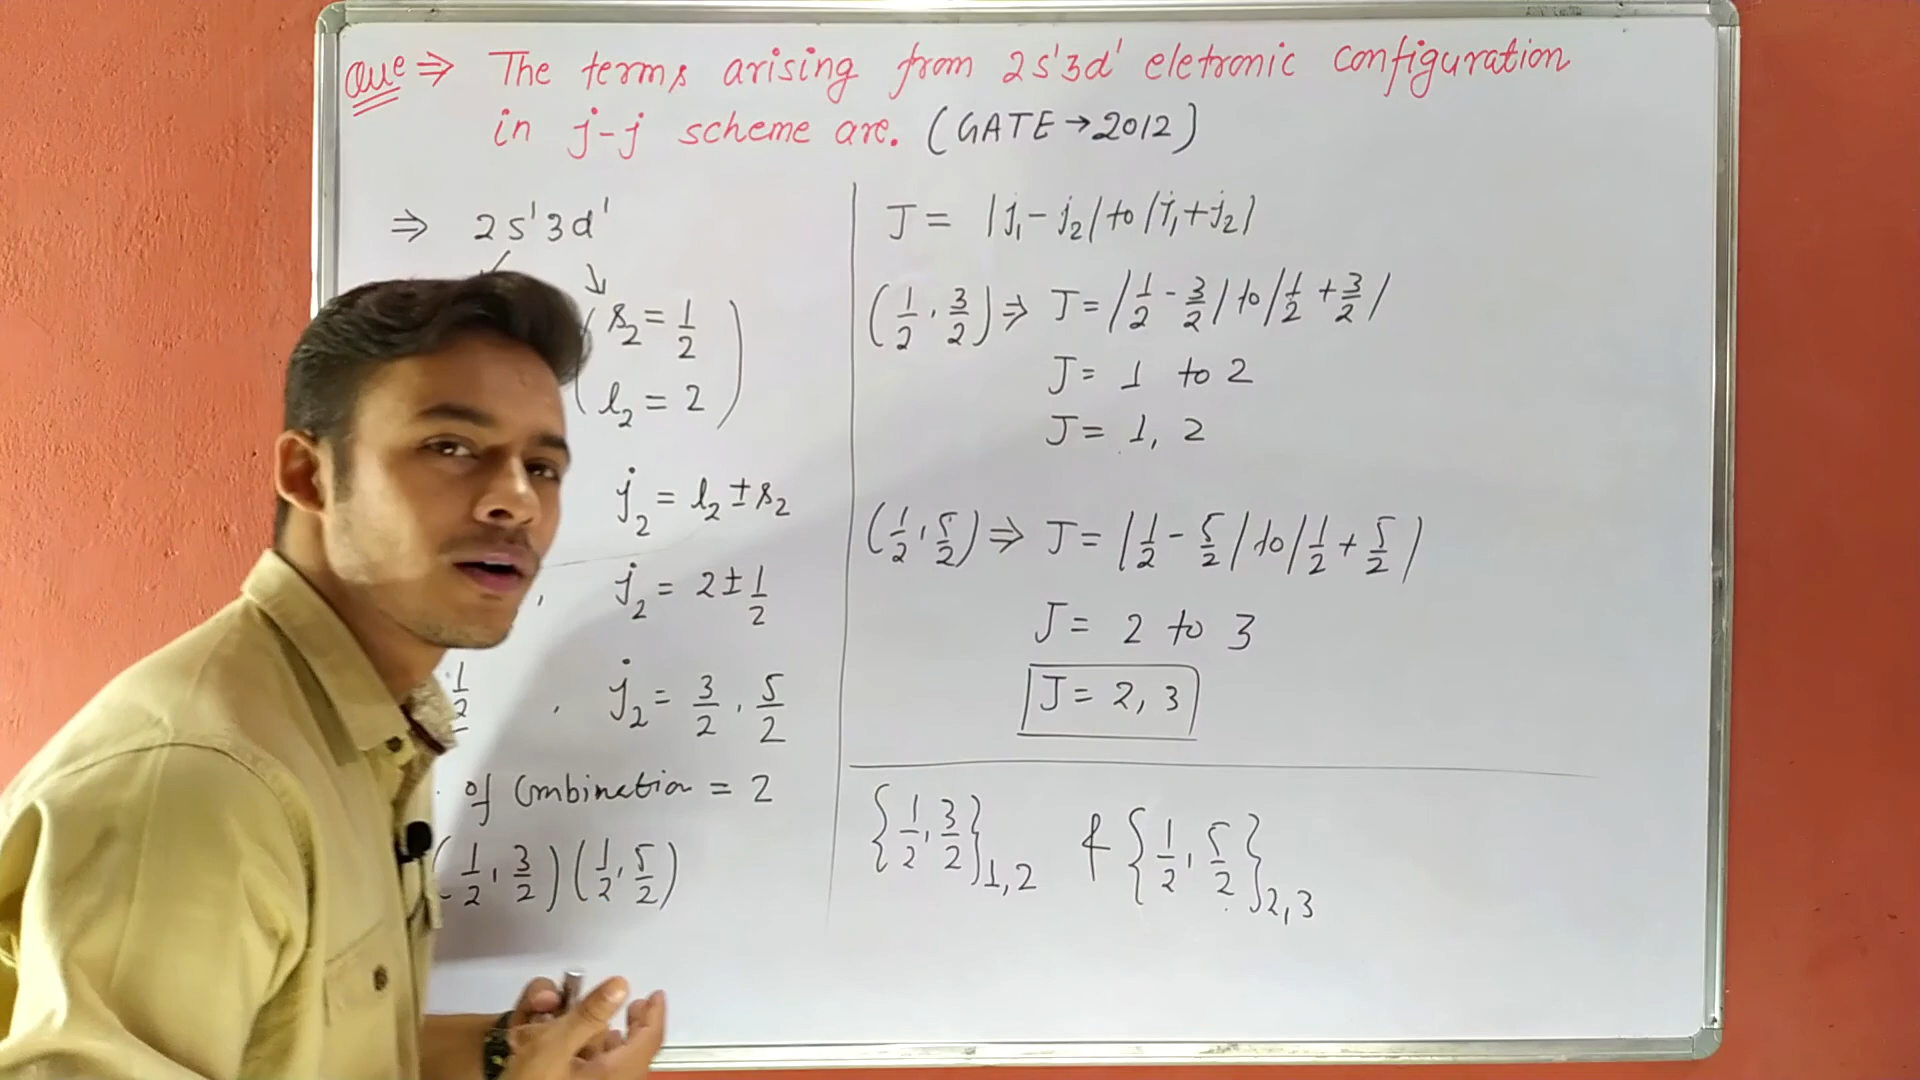 Que ⇒ The terms arising from 2s¹3d¹ eletronic configuration
in j-j scheme are. (GATE → 2012)
⇒ 2s¹3d¹
s₂ = 1/2
l₂ = 2
j₂ = l₂ ± s₂
, j₂ = 2 ± 1/2
1/2 , j₂ = 3/2 , 5/2
of Combination = 2
(1/2 , 3/2) (1/2 , 5/2)
J = |j₁ - j₂| to |j₁ + j₂|
(1/2 , 3/2) ⇒ J = |1/2 - 3/2| to |1/2 + 3/2|
J = 1 to 2
J = 1, 2
(1/2 , 5/2) ⇒ J = |1/2 - 5/2| to |1/2 + 5/2|
J = 2 to 3
J = 2, 3
{1/2 , 3/2}₁,₂ & {1/2 , 5/2}₂,₃